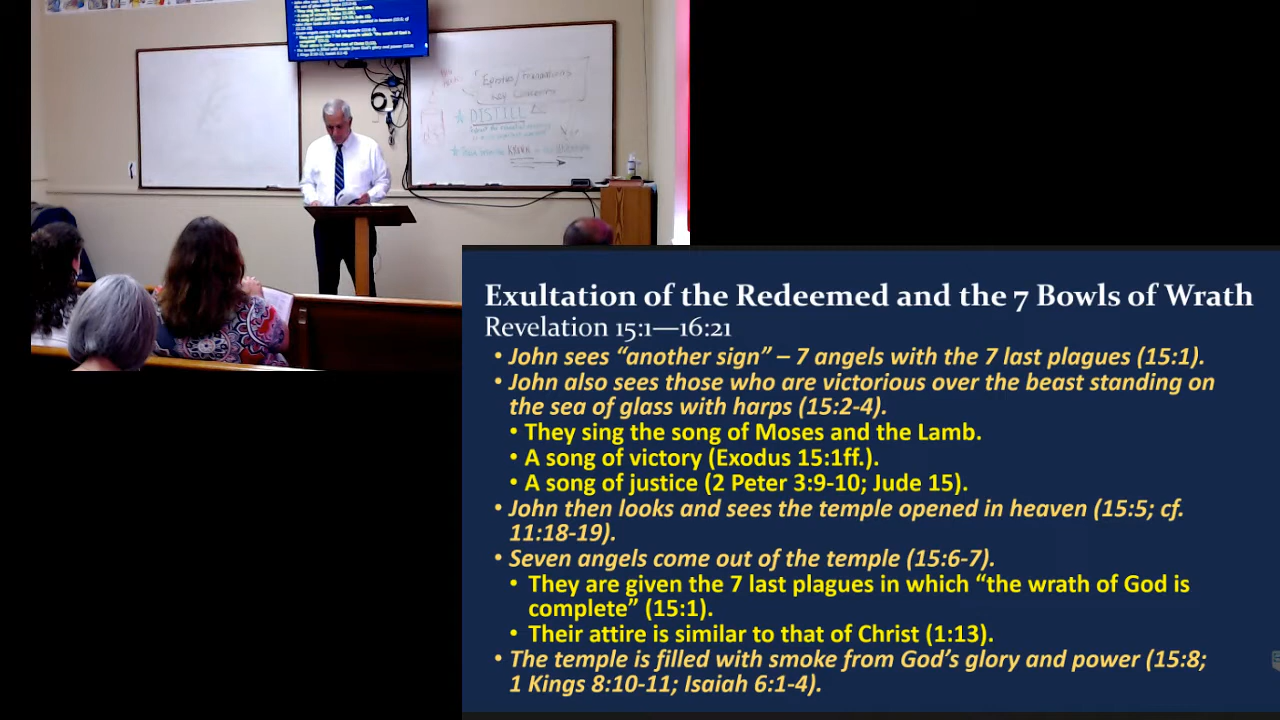 Epistles/Foundations
Key Concerns
DISTILL
KNOWN
Exultation of the Redeemed and the 7 Bowls of Wrath
Revelation 15:1—16:21
• John sees “another sign” – 7 angels with the 7 last plagues (15:1).
• John also sees those who are victorious over the beast standing on
the sea of glass with harps (15:2-4).
• They sing the song of Moses and the Lamb.
• A song of victory (Exodus 15:1ff.).
• A song of justice (2 Peter 3:9-10; Jude 15).
• John then looks and sees the temple opened in heaven (15:5; cf.
11:18-19).
• Seven angels come out of the temple (15:6-7).
• They are given the 7 last plagues in which “the wrath of God is
complete” (15:1).
• Their attire is similar to that of Christ (1:13).
• The temple is filled with smoke from God’s glory and power (15:8;
1 Kings 8:10-11; Isaiah 6:1-4).